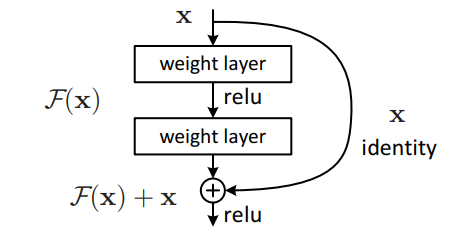 x
weight layer
relu
F(x)
x
weight layer
identity
F(x) + x
+
relu